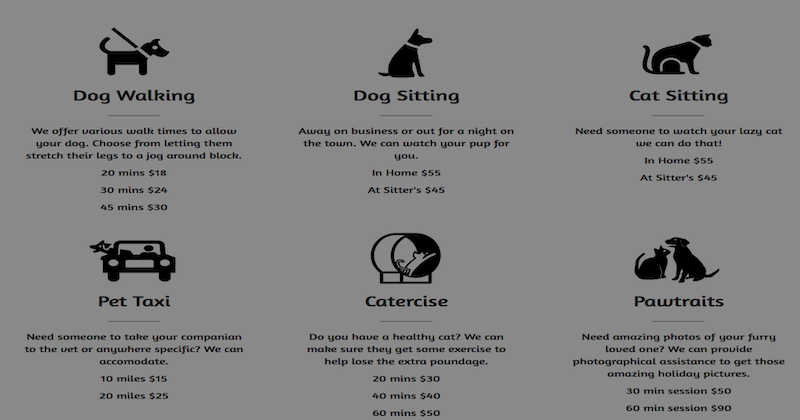 Dog Walking
We offer various walk times to allow
your dog. Choose from letting them
stretch their legs to a jog around block.
20 mins $18
30 mins $24
45 mins $30
Dog Sitting
Away on business or out for a night on
the town. We can watch your pup for
you.
In Home $55
At Sitter's $45
Cat Sitting
Need someone to watch your lazy cat
we can do that!
In Home $55
At Sitter's $45
Pet Taxi
Need someone to take your companion
to the vet or anywhere specific? We can
accomodate.
10 miles $15
20 miles $25
Catercise
Do you have a healthy cat? We can
make sure they get some exercise to
help lose the extra poundage.
20 mins $30
40 mins $40
60 mins $50
Pawtraits
Need amazing photos of your furry
loved one? We can provide
photographical assistance to get those
amazing holiday pictures.
30 min session $50
60 min session $90